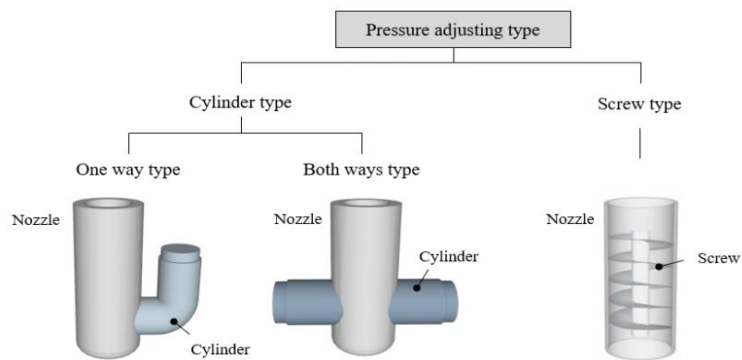 Pressure adjusting type
Cylinder type
Screw type
One way type
Both ways type
Nozzle
Nozzle
Nozzle
Cylinder
Screw
Cylinder